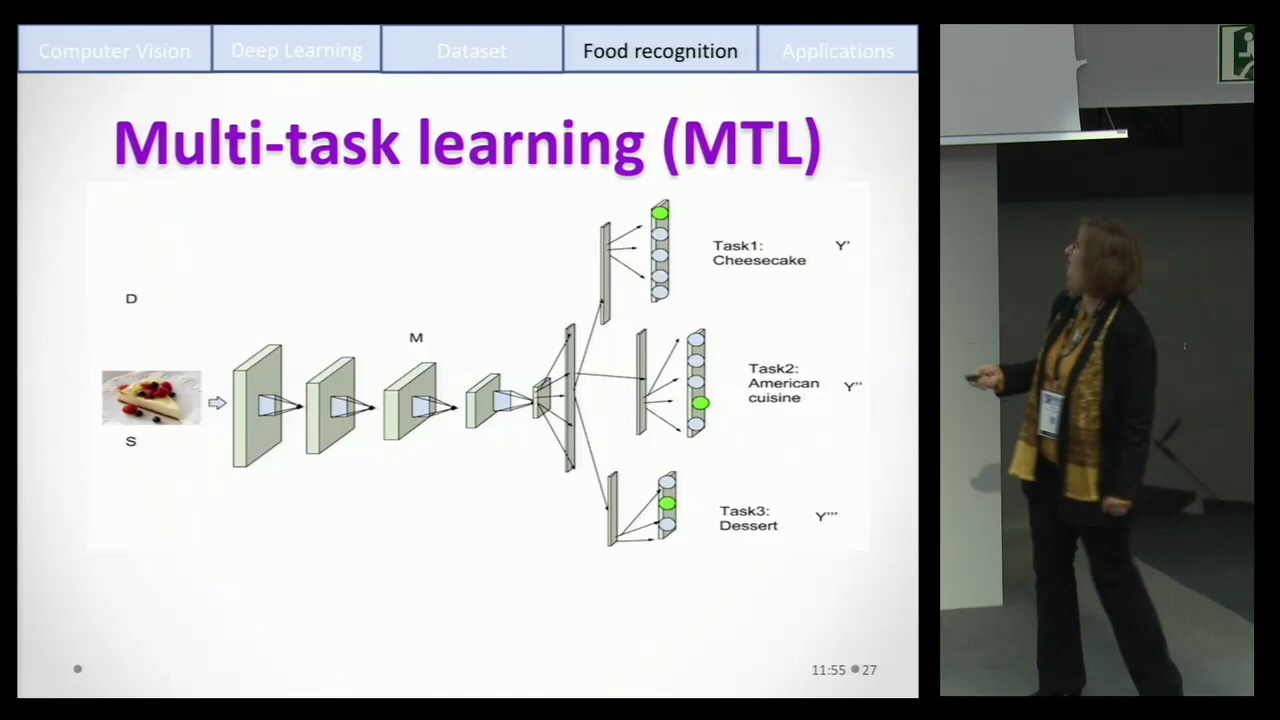 Computer Vision
Deep Learning
Dataset
Food recognition
Applications
Multi-task learning (MTL)
D
M
S
Task1: Y'
Cheesecake
Task2:
American Y''
cuisine
Task3: Y'''
Dessert
11:55 27